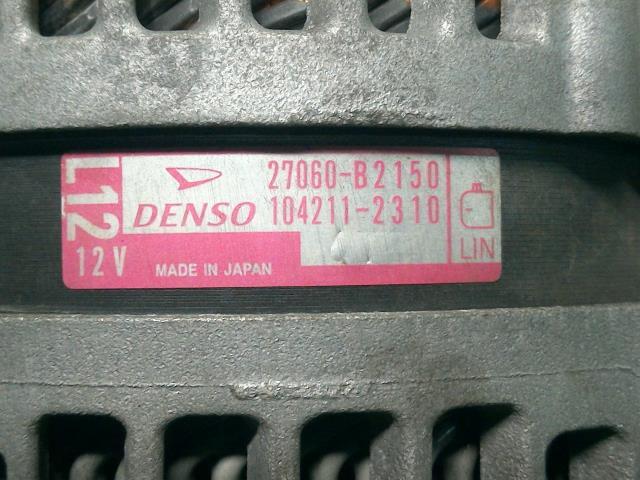 L12
27060-B2150
DENSO 104211-2310
12V MADE IN JAPAN
LIN